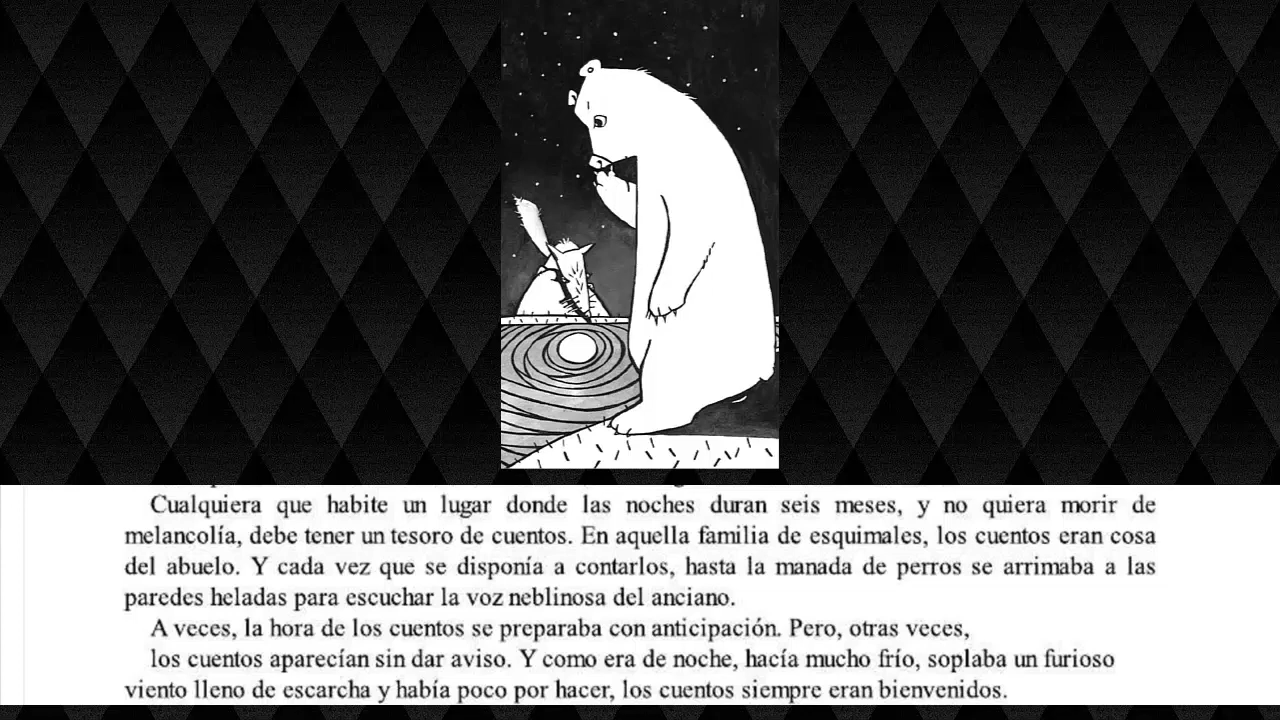 Cualquiera que habite un lugar donde las noches duran seis meses, y no quiera morir de
melancolía, debe tener un tesoro de cuentos. En aquella familia de esquimales, los cuentos eran cosa
del abuelo. Y cada vez que se disponía a contarlos, hasta la manada de perros se arrimaba a las
paredes heladas para escuchar la voz neblinosa del anciano.
A veces, la hora de los cuentos se preparaba con anticipación. Pero, otras veces,
los cuentos aparecían sin dar aviso. Y como era de noche, hacía mucho frío, soplaba un furioso
viento lleno de escarcha y había poco por hacer, los cuentos siempre eran bienvenidos.